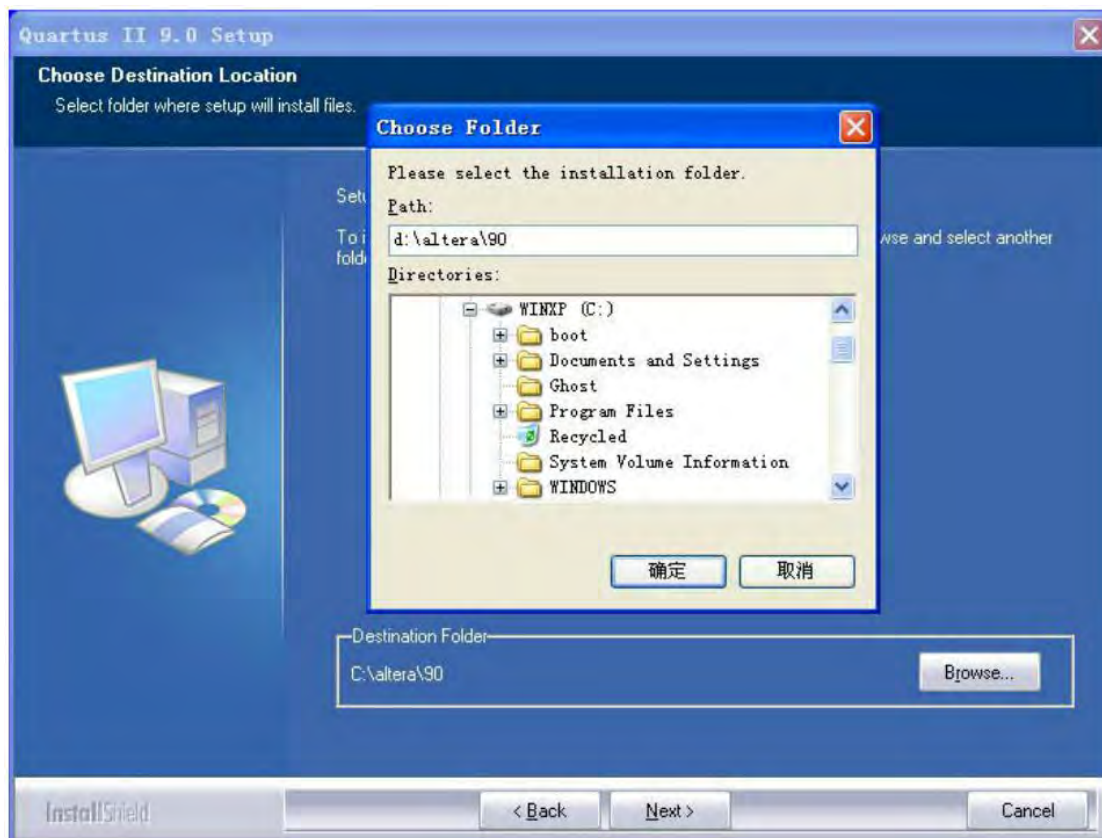 Quartus II 9.0 Setup
Choose Destination Location
Select folder where setup will install files.
Choose Folder
Please select the installation folder.
Path:
d:\altera\90
Directories:
WINXP (C:)
boot
Documents and Settings
Ghost
Program Files
Recycled
System Volume Information
WINDOWS
确定
取消
and select another
Destination Folder
C:\altera\90
Browse...
InstallShield
< Back
Next >
Cancel